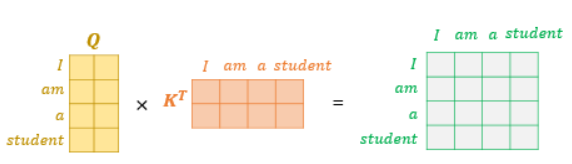 Q
I
am
a
student
×
K^T
I am a student
=
I am a student
I
am
a
student